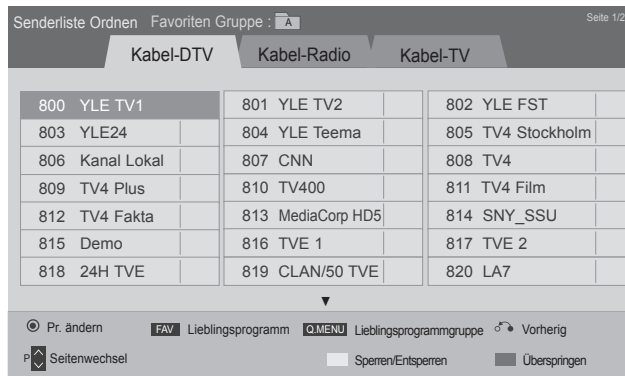 Senderliste Ordnen Favoriten Gruppe : A Seite 1/2
Kabel-DTV Kabel-Radio Kabel-TV
800 YLE TV1 801 YLE TV2 802 YLE FST
803 YLE24 804 YLE Teema 805 TV4 Stockholm
806 Kanal Lokal 807 CNN 808 TV4
809 TV4 Plus 810 TV400 811 TV4 Film
812 TV4 Fakta 813 MediaCorp HD5 814 SNY_SSU
815 Demo 816 TVE 1 817 TVE 2
818 24H TVE 819 CLAN/50 TVE 820 LA7
Pr. ändern FAV Lieblingsprogramm Q.MENU Lieblingsprogrammgruppe Vorherig
P Seitenwechsel Sperren/Entsperren Überspringen